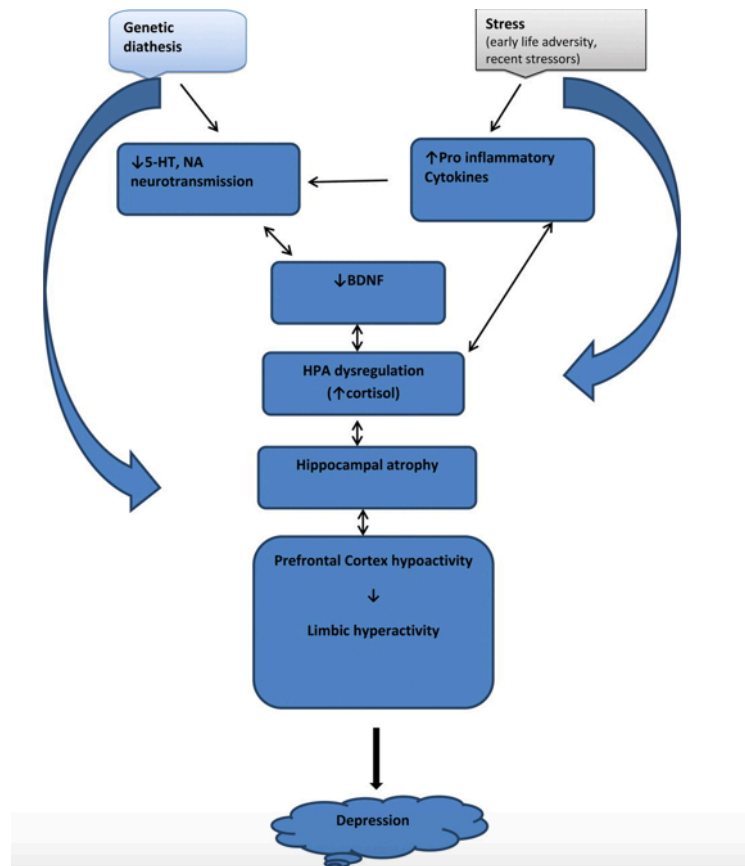 Genetic
diathesis
Stress
(early life adversity,
recent stressors)
↓5-HT, NA
neurotransmission
↑Pro inflammatory
Cytokines
↓BDNF
HPA dysregulation
(↑cortisol)
Hippocampal atrophy
Prefrontal Cortex hypoactivity
↓
Limbic hyperactivity
Depression